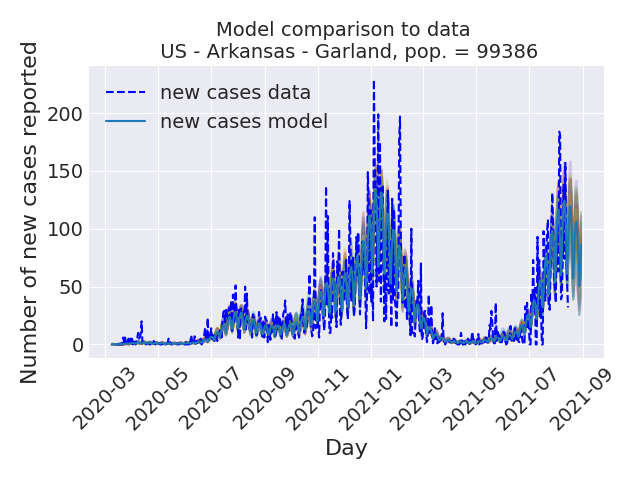 Model comparison to data
US - Arkansas - Garland, pop. = 99386
Number of new cases reported
new cases data
new cases model
200
150
100
50
0
2020-03
2020-05
2020-07
2020-09
2020-11
2021-01
2021-03
2021-05
2021-07
2021-09
Day